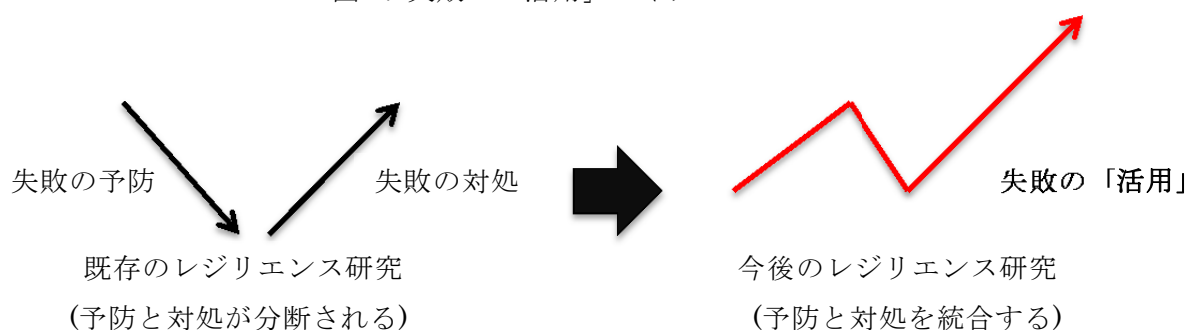 失敗の予防
失敗の対処
失敗の「活用」
既存のレジリエンス研究
(予防と対処が分断される)
今後のレジリエンス研究
(予防と対処を統合する)